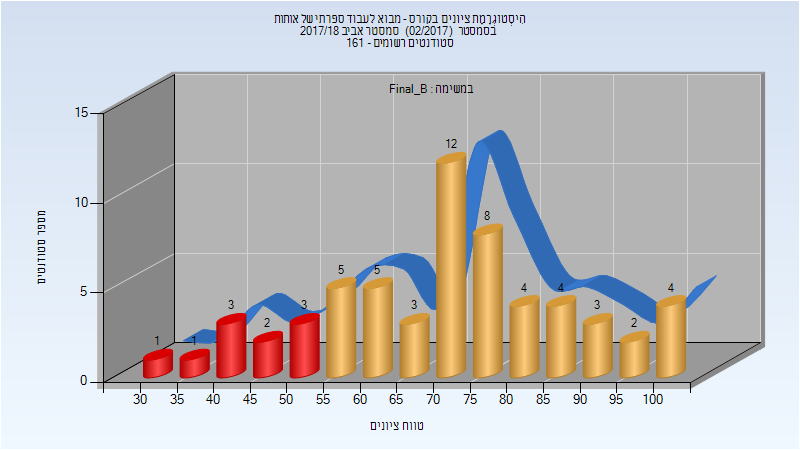 היסטוגרמת ציונים בקורס - מבוא לעבוד ספרתי של אותות
בסמסטר (02/2017) סמסטר אביב 2017/18
סטודנטים רשומים - 161
במשימה : Final_B
15
10
5
0
מספר סטודנטים
1
1
3
2
3
5
5
3
12
8
4
4
3
2
4
30 35 40 45 50 55 60 65 70 75 80 85 90 95 100
טווח ציונים